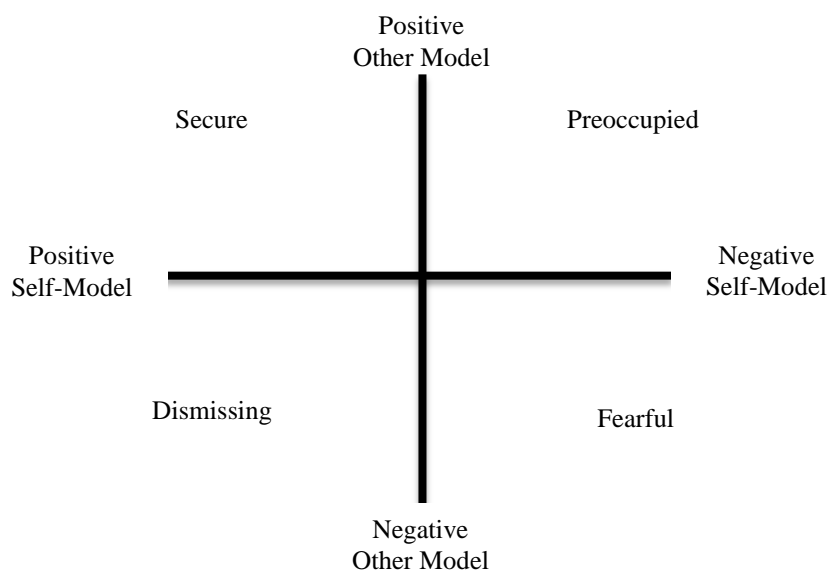 Positive
Other Model
Secure
Preoccupied
Positive
Self-Model
Negative
Self-Model
Dismissing
Fearful
Negative
Other Model